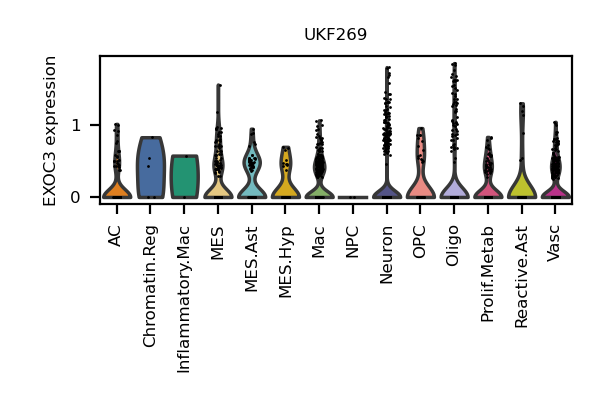 UKF269
EXOC3 expression
1
0
AC
Chromatin.Reg
Inflammatory.Mac
MES
MES.Ast
MES.Hyp
Mac
NPC
Neuron
OPC
Oligo
Prolif.Metab
Reactive.Ast
Vasc